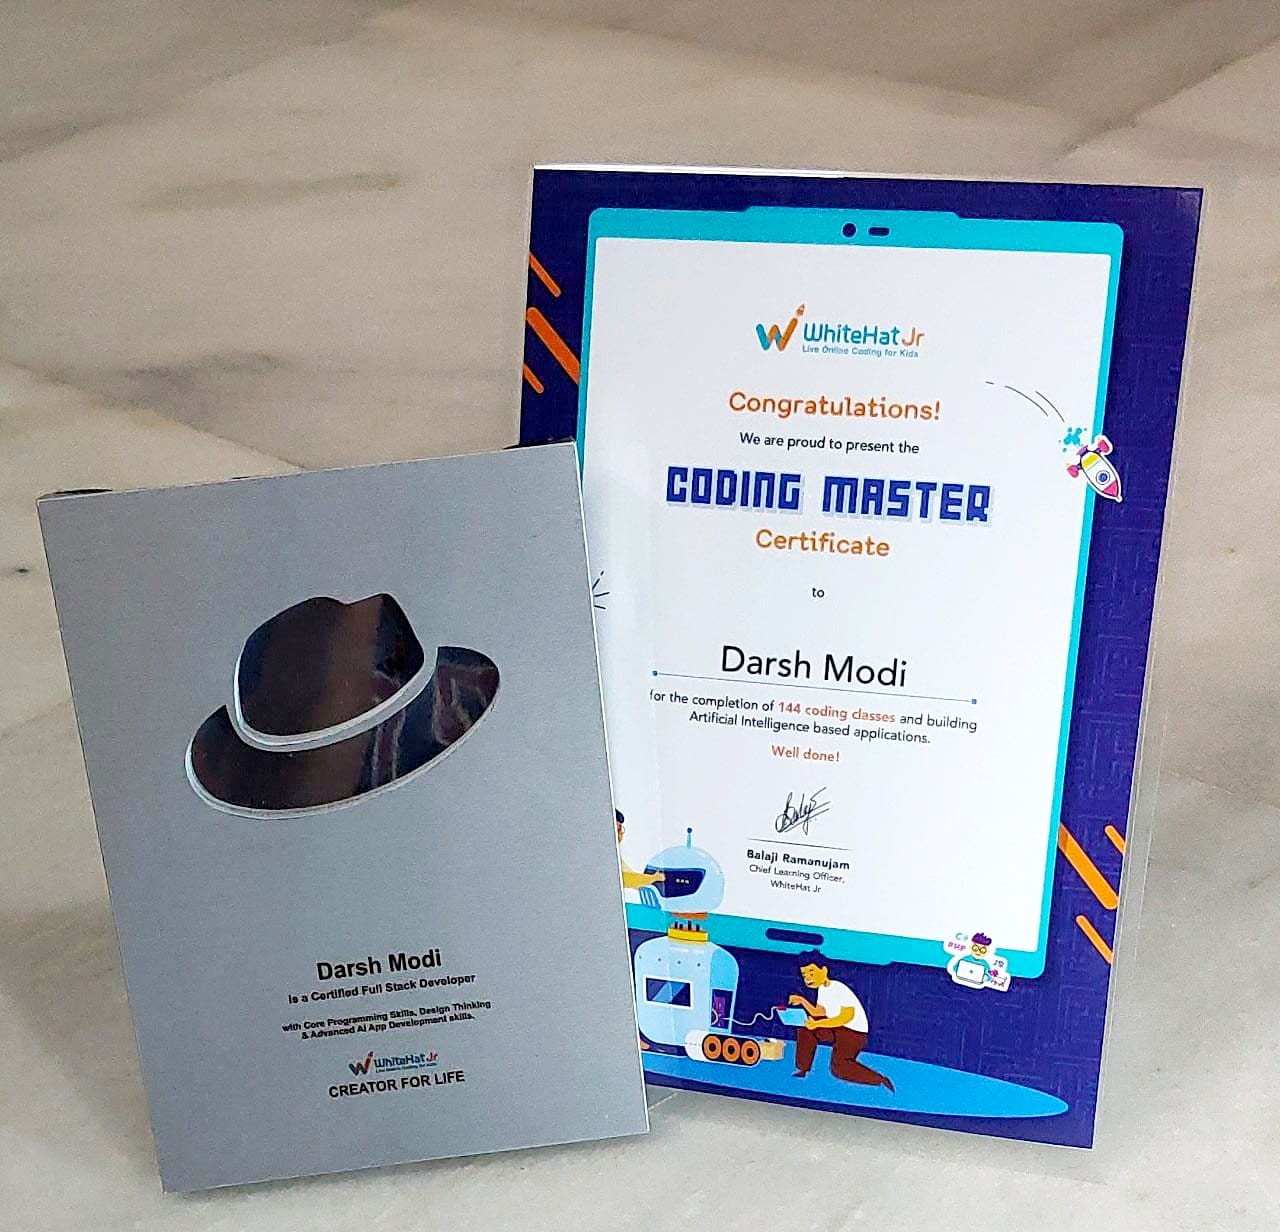 WhiteHat Jr
Live Online Coding for Kids
Congratulations!
We are proud to present the
CODING MASTER
Certificate
to
Darsh Modi
for the completion of 144 coding classes and building
Artificial Intelligence based applications.
Well done!
Balaji Ramanujam
Chief Learning Officer,
WhiteHat Jr
PHP
Darsh Modi
is a Certified Full Stack Developer
with Core Programming Skills, Design Thinking
& Advanced AI App Development skills.
WhiteHat Jr
Live Online Coding for Kids
CREATOR FOR LIFE